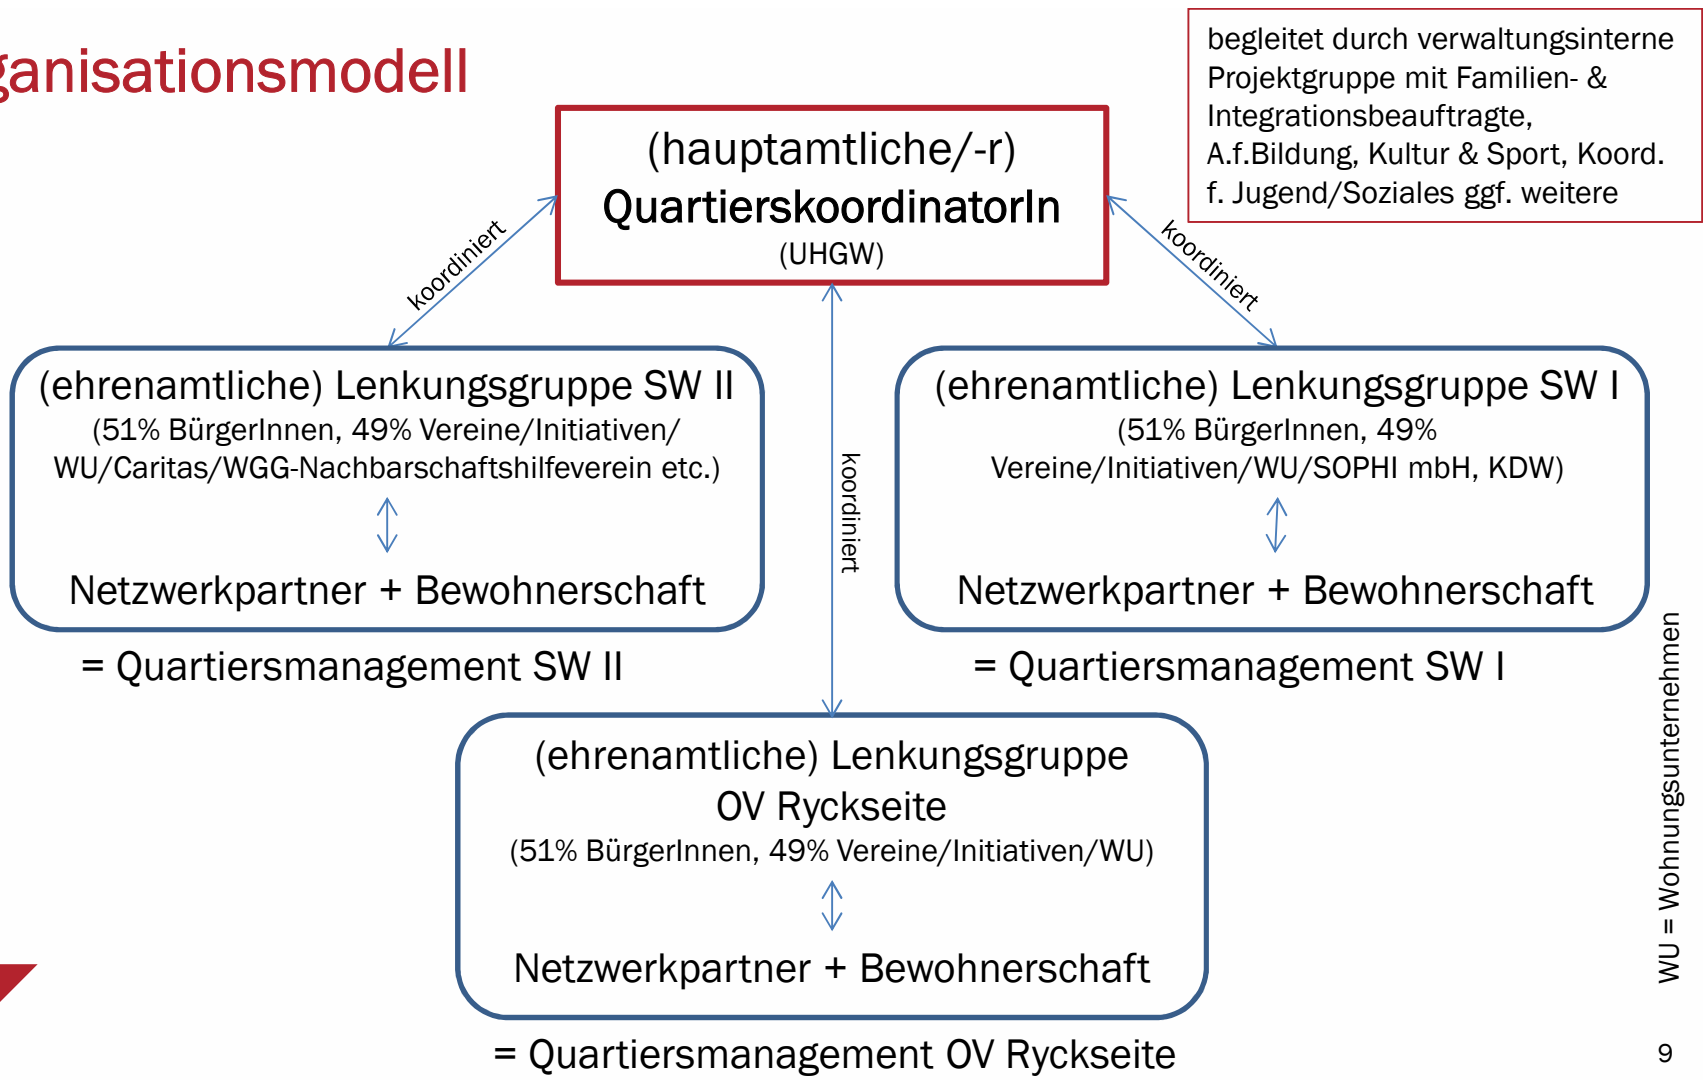 ganisationsmodell
begleitet durch verwaltungsinterne
Projektgruppe mit Familien- &
Integrationsbeauftragte,
A.f.Bildung, Kultur & Sport, Koord.
f. Jugend/Soziales ggf. weitere
(hauptamtliche/-r)
QuartierskoordinatorIn
(UHGW)
koordiniert
koordiniert
koordiniert
(ehrenamtliche) Lenkungsgruppe SW II
(51% BürgerInnen, 49% Vereine/Initiativen/
WU/Caritas/WGG-Nachbarschaftshilfeverein etc.)
Netzwerkpartner + Bewohnerschaft
= Quartiersmanagement SW II
(ehrenamtliche) Lenkungsgruppe SW I
(51% BürgerInnen, 49%
Vereine/Initiativen/WU/SOPHI mbH, KDW)
Netzwerkpartner + Bewohnerschaft
= Quartiersmanagement SW I
(ehrenamtliche) Lenkungsgruppe
OV Ryckseite
(51% BürgerInnen, 49% Vereine/Initiativen/WU)
Netzwerkpartner + Bewohnerschaft
= Quartiersmanagement OV Ryckseite
WU = Wohnungsunternehmen
9